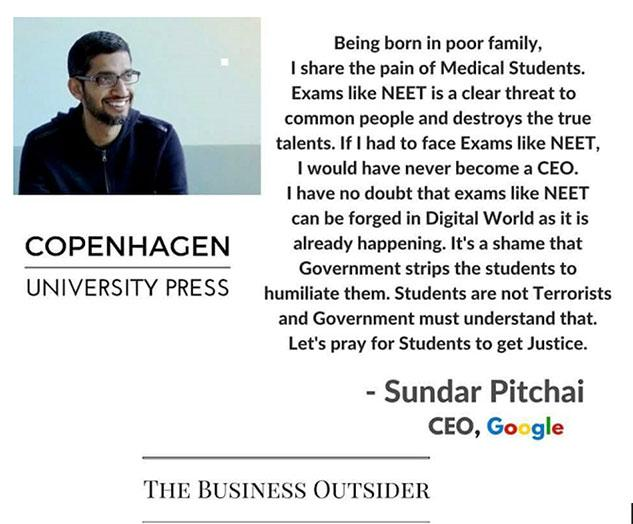 Being born in poor family,
I share the pain of Medical Students.
Exams like NEET is a clear threat to
common people and destroys the true
talents. If I had to face Exams like NEET,
I would have never become a CEO.
I have no doubt that exams like NEET
can be forged in Digital World as it is
already happening. It's a shame that
Government strips the students to
humiliate them. Students are not Terrorists
and Government must understand that.
Let's pray for Students to get Justice.
- Sundar Pitchai
CEO, Google
COPENHAGEN
UNIVERSITY PRESS
THE BUSINESS OUTSIDER